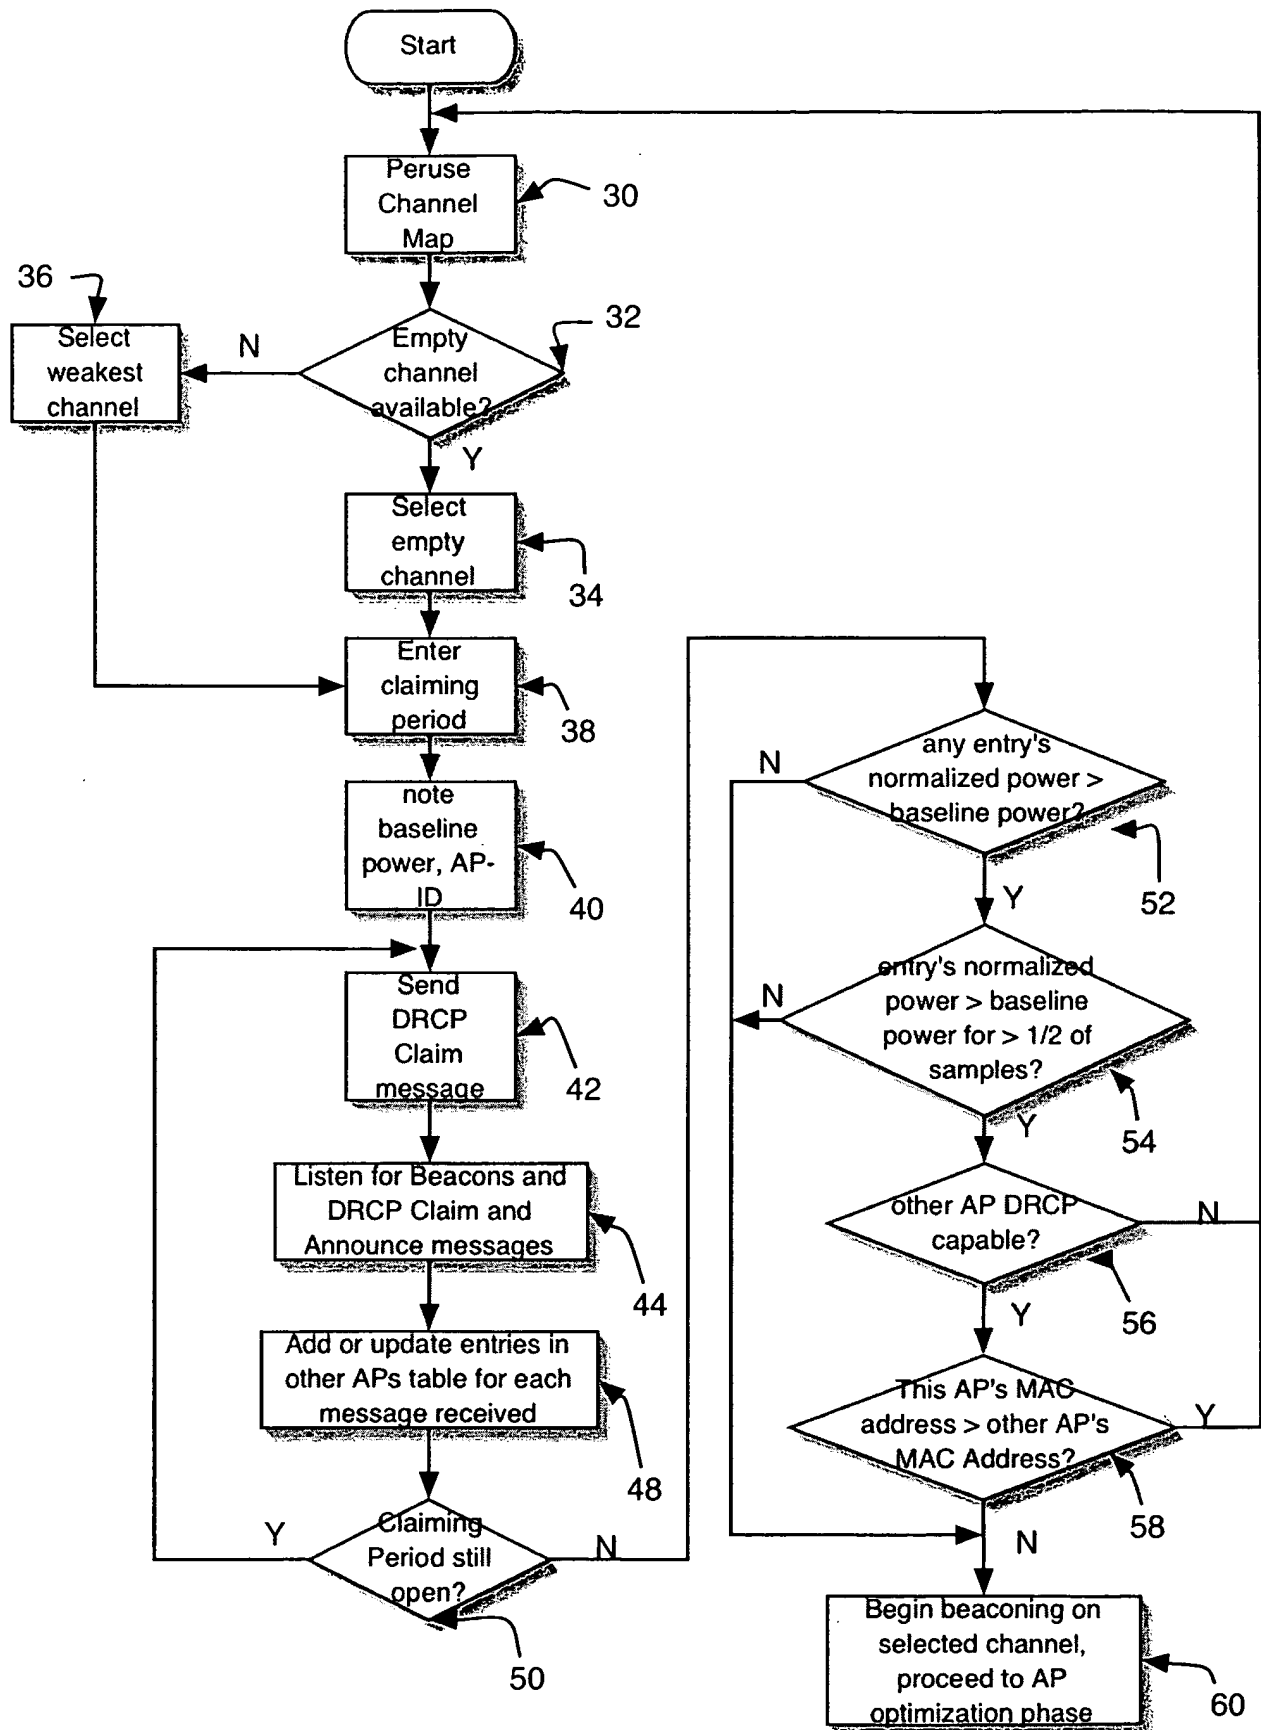 Start
Peruse
Channel
Map
30
36
Select
weakest
channel
N
Empty
channel
available?
32
Y
Select
empty
channel
34
Enter
claiming
period
38
note
baseline
power, AP-
ID
40
Send
DRCP
Claim
message
42
Listen for Beacons and
DRCP Claim and
Announce messages
44
Add or update entries in
other APs table for each
message received
48
Y
Claiming
Period still
open?
N
50
N
any entry's
normalized power >
baseline power?
52
Y
N
entry's normalized
power > baseline
power for > 1/2 of
samples?
54
Y
other AP DRCP
capable?
N
56
Y
This AP's MAC
address > other AP's
MAC Address?
Y
58
N
Begin beaconing on
selected channel,
proceed to AP
optimization phase
60